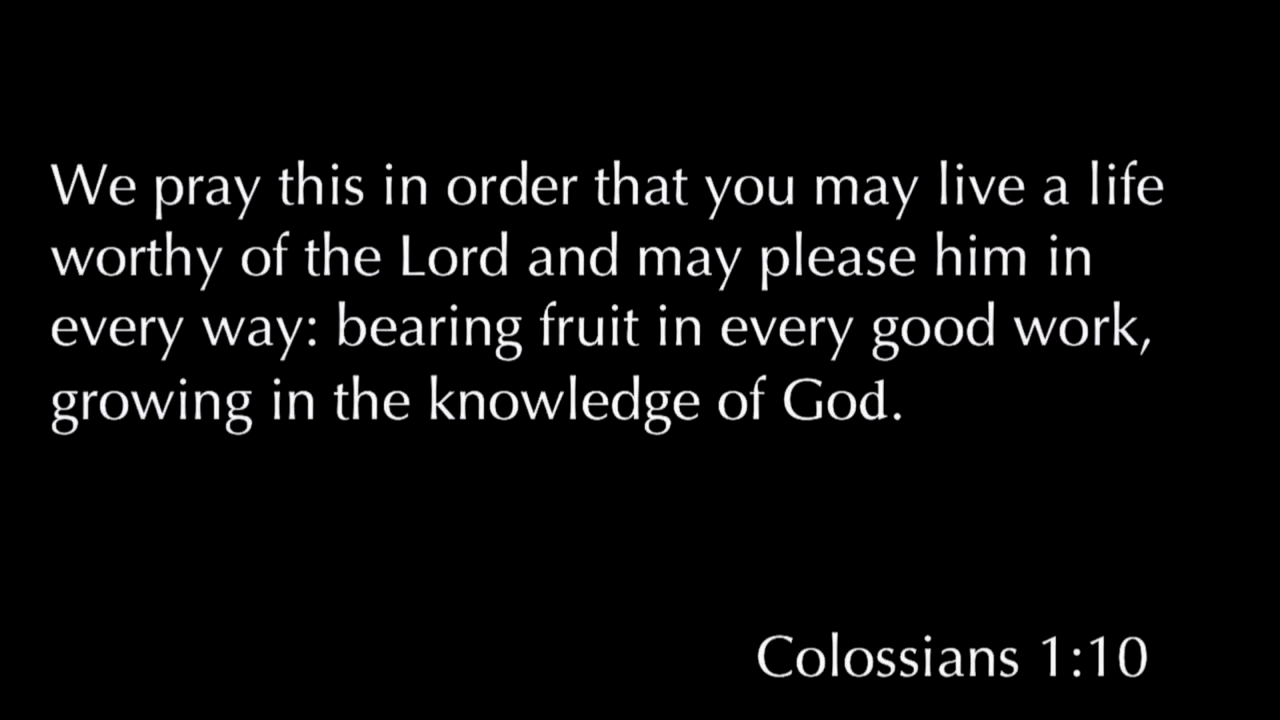 We pray this in order that you may live a life
worthy of the Lord and may please him in
every way: bearing fruit in every good work,
growing in the knowledge of God.
Colossians 1:10